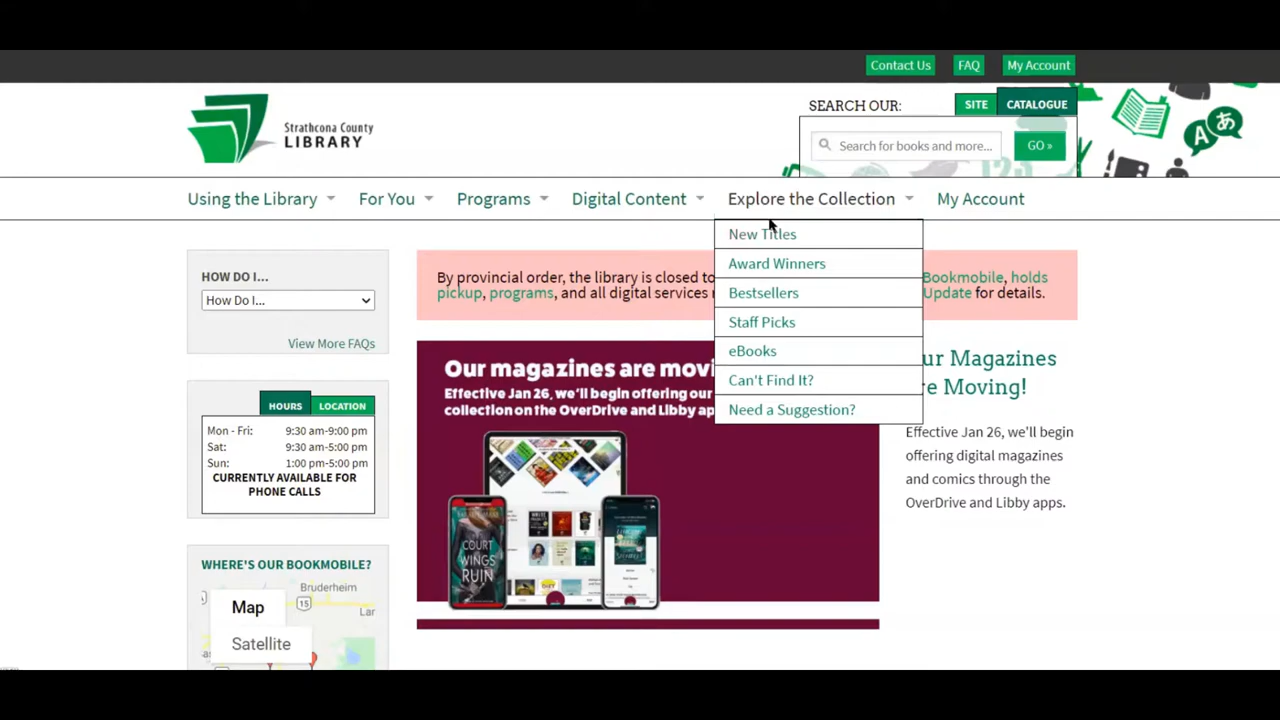 Contact Us
FAQ
My Account
Strathcona County
LIBRARY
SEARCH OUR:
SITE
CATALOGUE
Search for books and more...
GO »
Using the Library
For You
Programs
Digital Content
Explore the Collection
My Account
New Titles
Award Winners
Bestsellers
Staff Picks
eBooks
Can't Find It?
Need a Suggestion?
HOW DO I...
How Do I...
View More FAQs
By provincial order, the library is closed to
Bookmobile, holds
pickup, programs, and all digital services
Update for details.
HOURS
LOCATION
Mon - Fri: 9:30 am-9:00 pm
Sat: 9:30 am-5:00 pm
Sun: 1:00 pm-5:00 pm
CURRENTLY AVAILABLE FOR
PHONE CALLS
Our magazines are movi
Effective Jan 26, we'll begin offering our
collection on the OverDrive and Libby ap
COURT
WINGS
RUIN
ur Magazines
re Moving!
Effective Jan 26, we'll begin
offering digital magazines
and comics through the
OverDrive and Libby apps.
WHERE'S OUR BOOKMOBILE?
Bruderheim
15
Lar
Map
Satellite